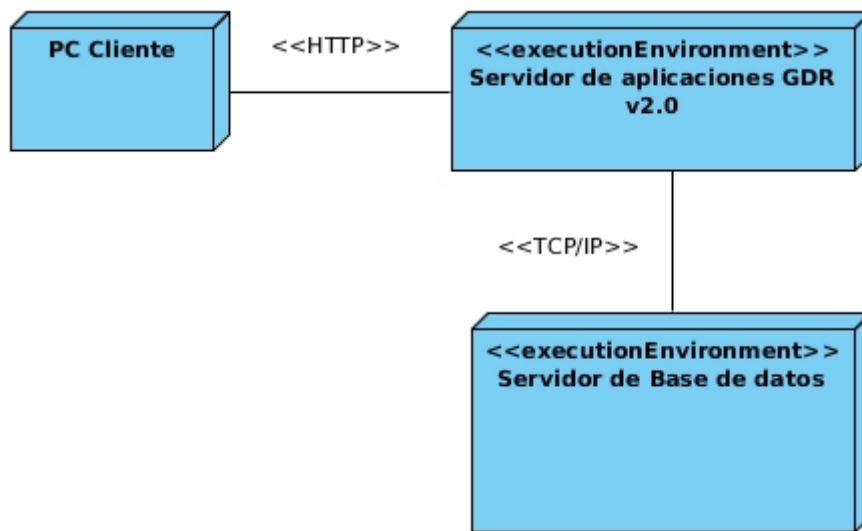 PC Cliente
<<HTTP>>
<<executionEnvironment>>
Servidor de aplicaciones GDR
v2.0
<<TCP/IP>>
<<executionEnvironment>>
Servidor de Base de datos